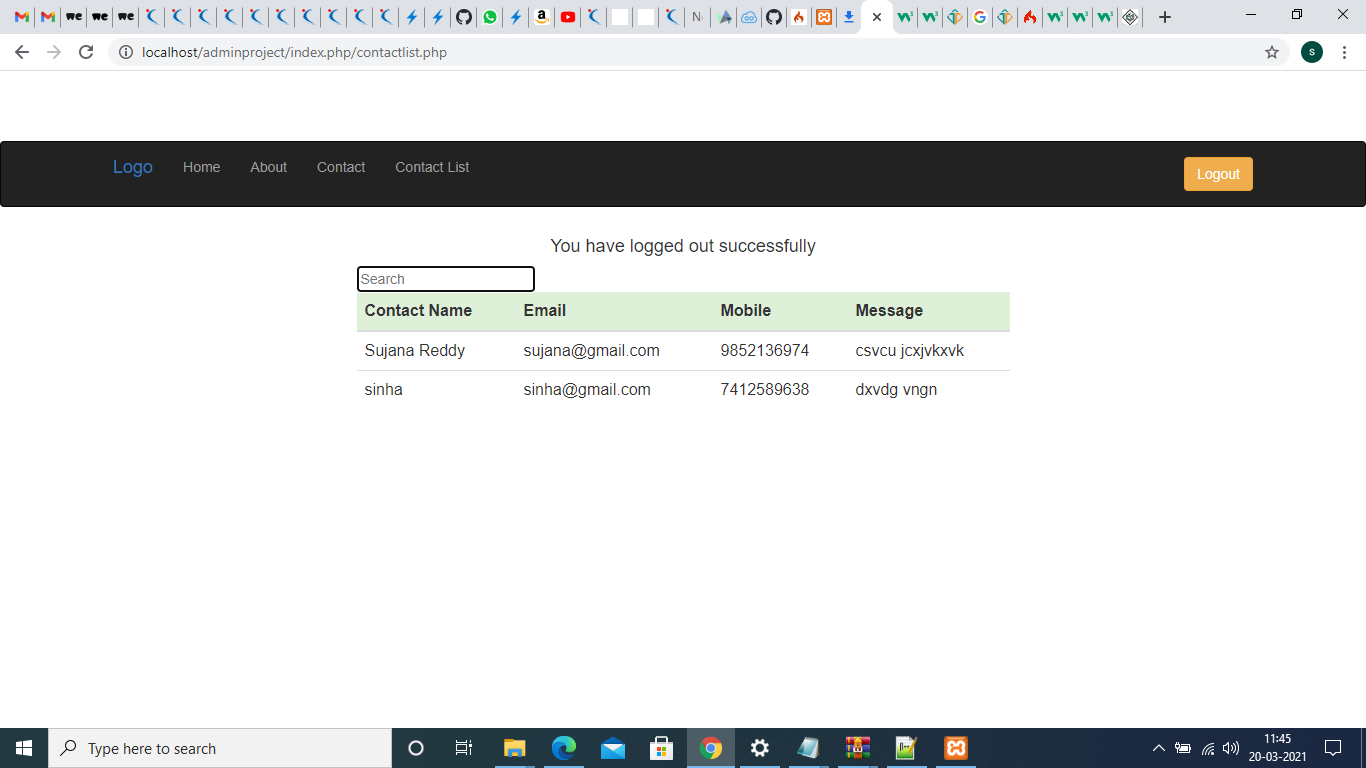 localhost/adminproject/index.php/contactlist.php
S
Logo Home About Contact Contact List Logout
You have logged out successfully
Search
Contact Name Email Mobile Message
Sujana Reddy sujana@gmail.com 9852136974 csvcu jcxjvkxvk
sinha sinha@gmail.com 7412589638 dxvdg vngn
Type here to search
11:45
20-03-2021